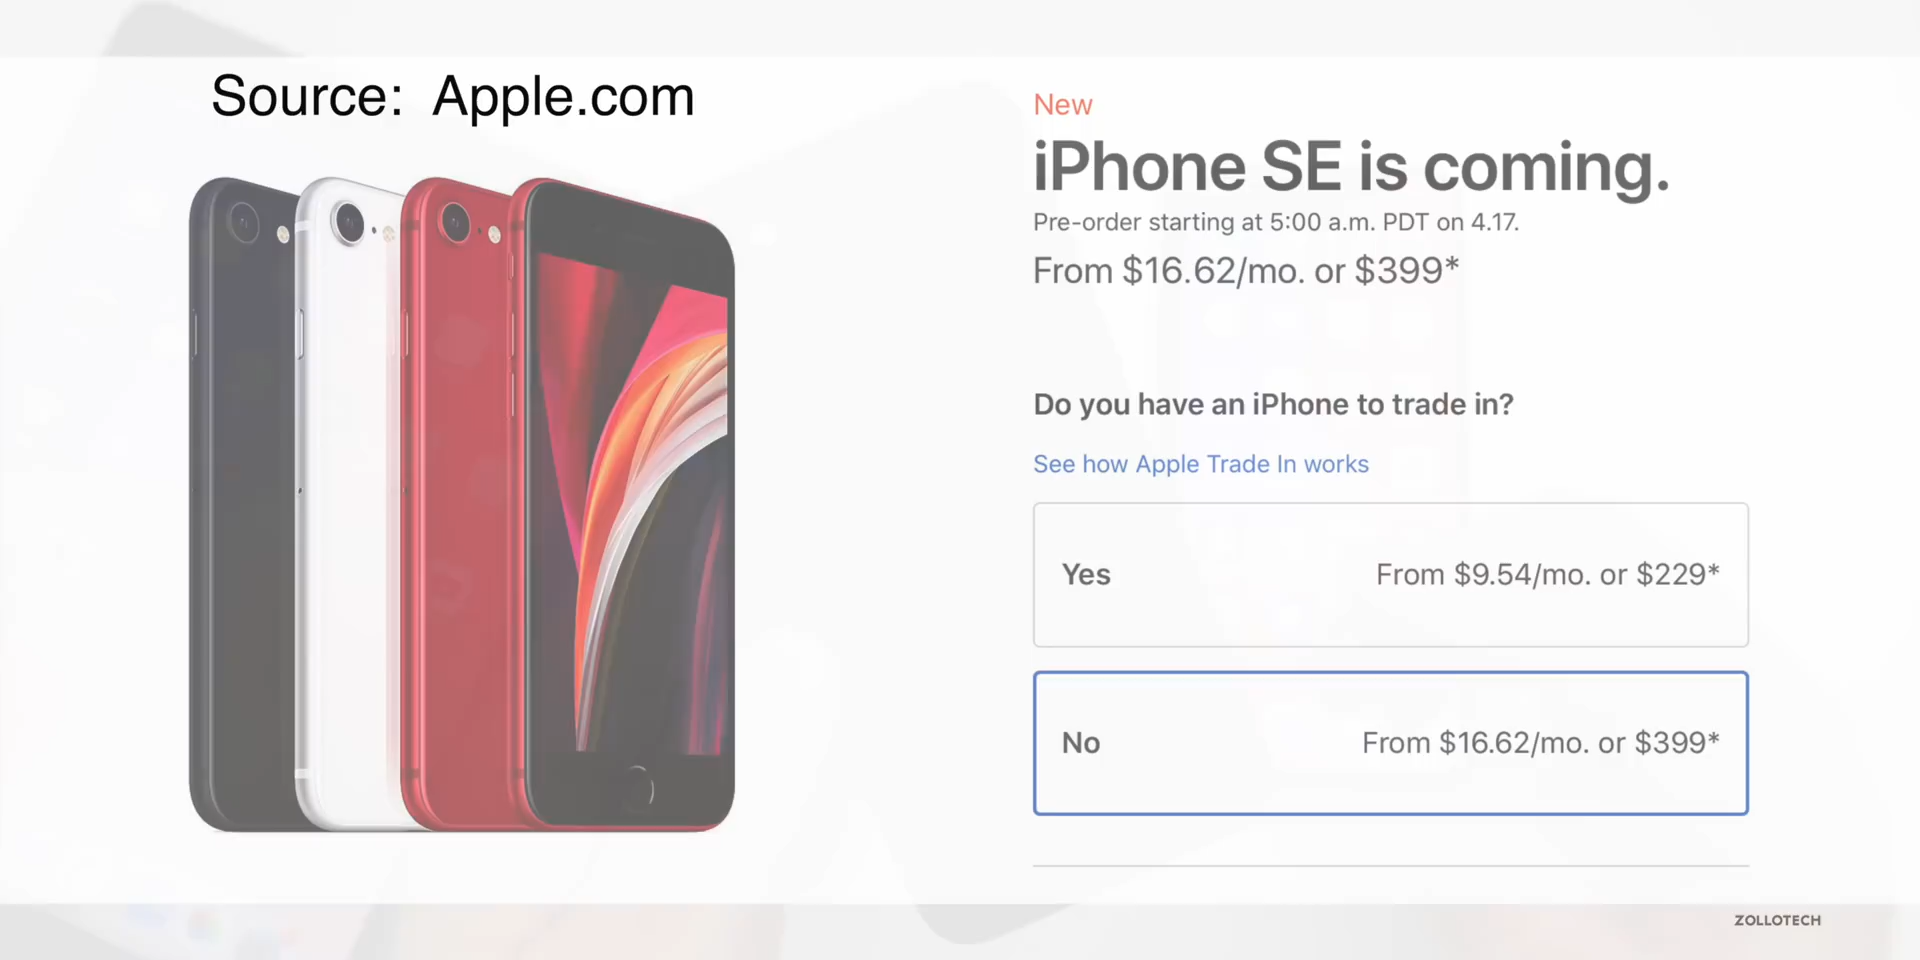 Source:  Apple.com
New
iPhone SE is coming.
Pre-order starting at 5:00 a.m. PDT on 4.17.
From $16.62/mo. or $399*
Do you have an iPhone to trade in?
See how Apple Trade In works
Yes From $9.54/mo. or $229*
No From $16.62/mo. or $399*
ZOLLOTECH